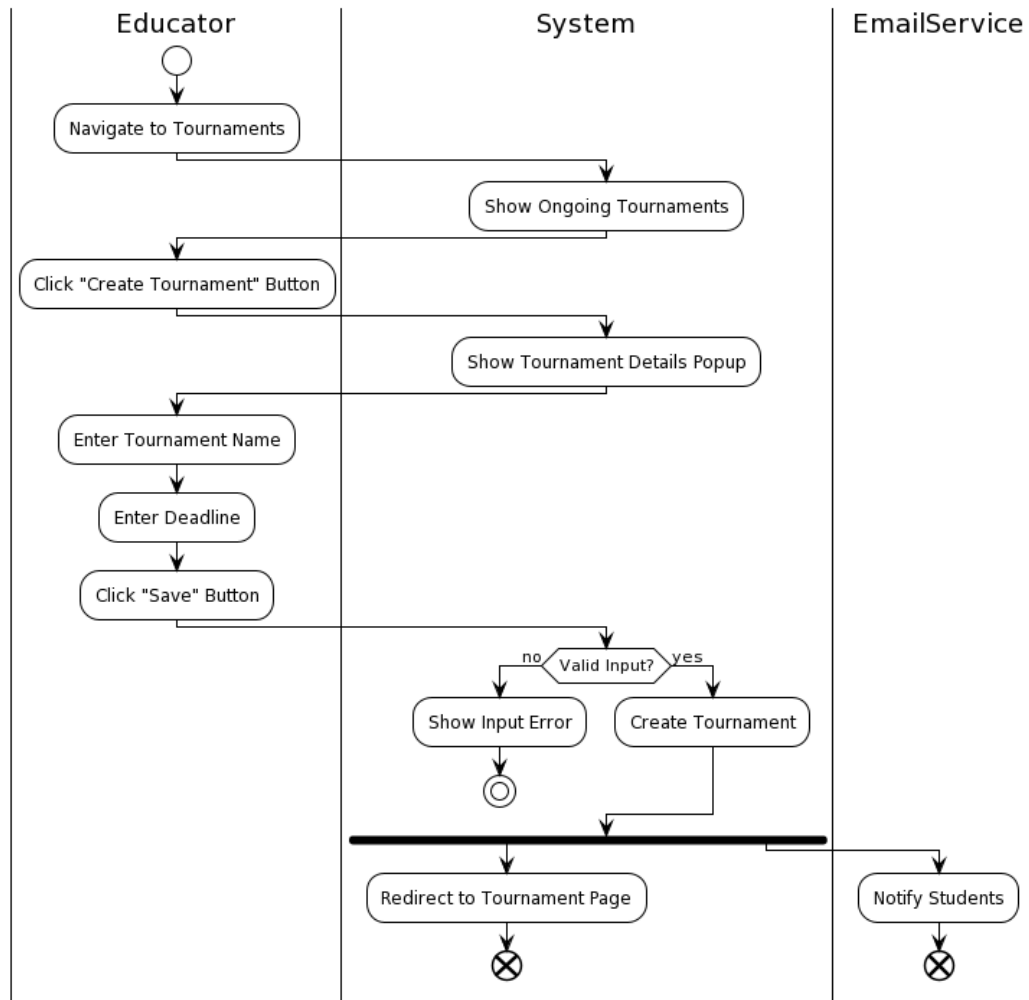 Educator
System
EmailService
Navigate to Tournaments
Show Ongoing Tournaments
Click "Create Tournament" Button
Show Tournament Details Popup
Enter Tournament Name
Enter Deadline
Click "Save" Button
no
Valid Input?
yes
Show Input Error
Create Tournament
Redirect to Tournament Page
Notify Students